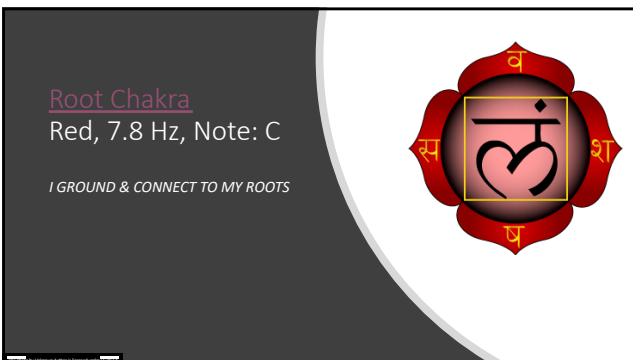 Root Chakra
Red, 7.8 Hz, Note: C
I GROUND & CONNECT TO MY ROOTS
व
स
लं
श
ष